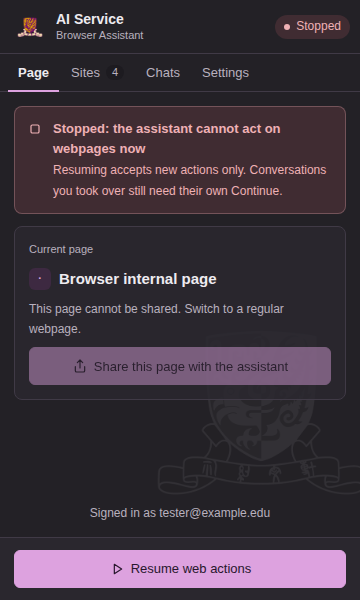 AI Service
Browser Assistant
Stopped
Page
Sites 4
Chats
Settings
Stopped: the assistant cannot act on
webpages now
Resuming accepts new actions only. Conversations
you took over still need their own Continue.
Current page
Browser internal page
This page cannot be shared. Switch to a regular
webpage.
Share this page with the assistant
Signed in as tester@example.edu
Resume web actions